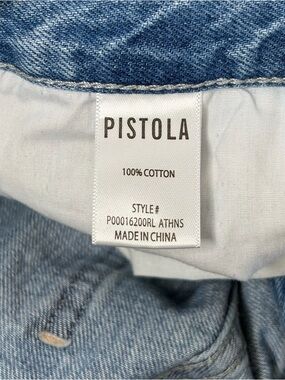 PISTOLA
100% COTTON
STYLE#
P00016200RL ATHNS
MADE IN CHINA